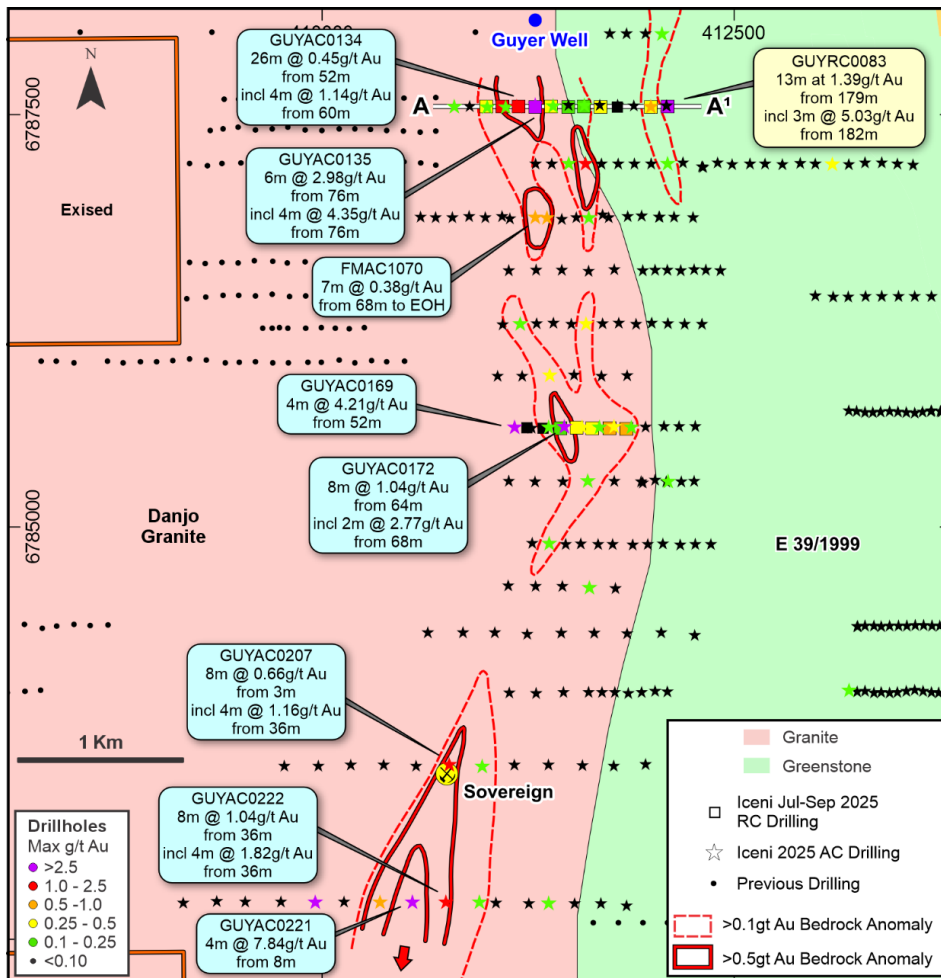 410000
412500
6787500
6785000
N
Guyer Well
GUYAC0134
26m @ 0.45g/t Au
from 52m
incl 4m @ 1.14g/t Au
from 60m
GUYRC0083
13m at 1.39g/t Au
from 179m
incl 3m @ 5.03g/t Au
from 182m
A
A¹
GUYAC0135
6m @ 2.98g/t Au
from 76m
incl 4m @ 4.35g/t Au
from 76m
Exised
FMAC1070
7m @ 0.38g/t Au
from 68m to EOH
GUYAC0169
4m @ 4.21g/t Au
from 52m
GUYAC0172
8m @ 1.04g/t Au
from 64m
incl 2m @ 2.77g/t Au
from 68m
Danjo
Granite
E 39/1999
GUYAC0207
8m @ 0.66g/t Au
from 3m
incl 4m @ 1.16g/t Au
from 36m
1 Km
Sovereign
GUYAC0222
8m @ 1.04g/t Au
from 36m
incl 4m @ 1.82g/t Au
from 36m
GUYAC0221
4m @ 7.84g/t Au
from 8m
Drillholes
Max g/t Au
>2.5
1.0 - 2.5
0.5 -1.0
0.25 - 0.5
0.1 - 0.25
<0.10
Granite
Greenstone
Iceni Jul-Sep 2025
RC Drilling
Iceni 2025 AC Drilling
Previous Drilling
>0.1gt Au Bedrock Anomaly
>0.5gt Au Bedrock Anomaly